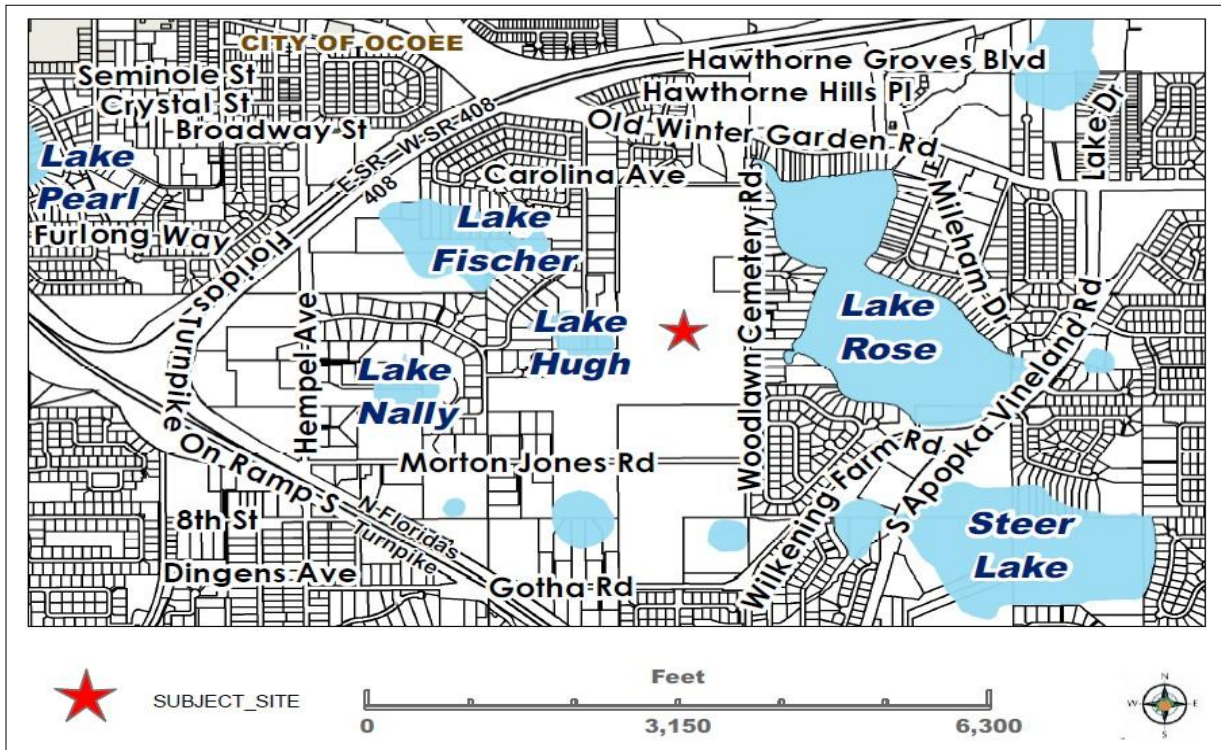 CITY OF OCOEE
Seminole St
Crystal St
Broadway St
Hawthorne Groves Blvd
Hawthorne Hills Pl
Old Winter Garden Rd
Lake Dr
E-SR W-SR-408
408
Lake
Pearl
Furlong Way
Carolina Ave
Lake
Fischer
Woodlawn Cemetery Rd
Mileham Dr
Floridas Turnpike On Ramp S
Hempel Ave
Lake
Hugh
Lake
Rose
Lake
Nally
S Apopka Vineland Rd
Morton Jones Rd
Wilkening Farm Rd
8th St
N Floridas
Turnpike
Steer
Lake
Dingens Ave
Gotha Rd
SUBJECT_SITE
Feet
0 3,150 6,300
N
W E
S